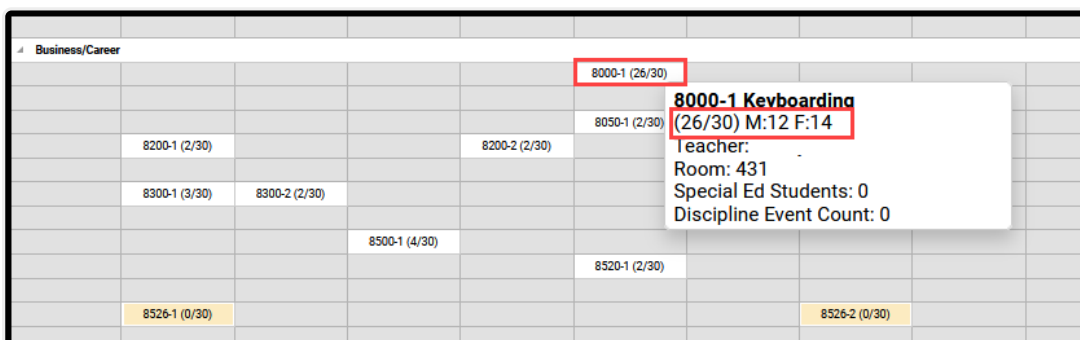 Business/Career
8000-1 (26/30)
8000-1 Keyboarding
8050-1 (2/30)
(26/30) M:12 F:14
8200-1 (2/30)
8200-2 (2/30)
Teacher:
Room: 431
8300-1 (3/30)
8300-2 (2/30)
Special Ed Students: 0
Discipline Event Count: 0
8500-1 (4/30)
8520-1 (2/30)
8526-1 (0/30)
8526-2 (0/30)